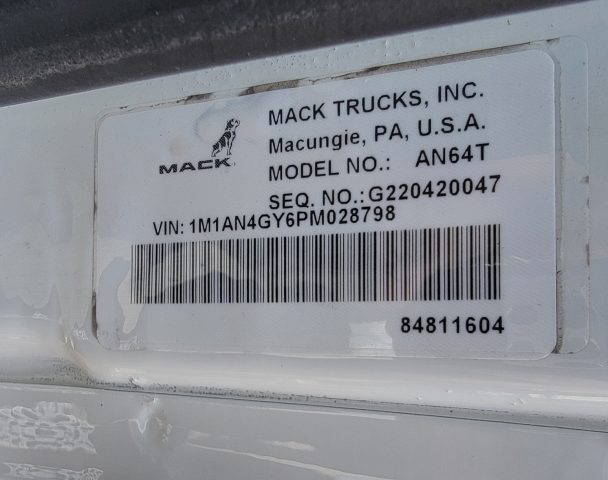 MACK TRUCKS, INC.
Macungie, PA, U.S.A.
MACK
MODEL NO.: AN64T
SEQ. NO.: G220420047
VIN: 1M1AN4GY6PM028798
84811604